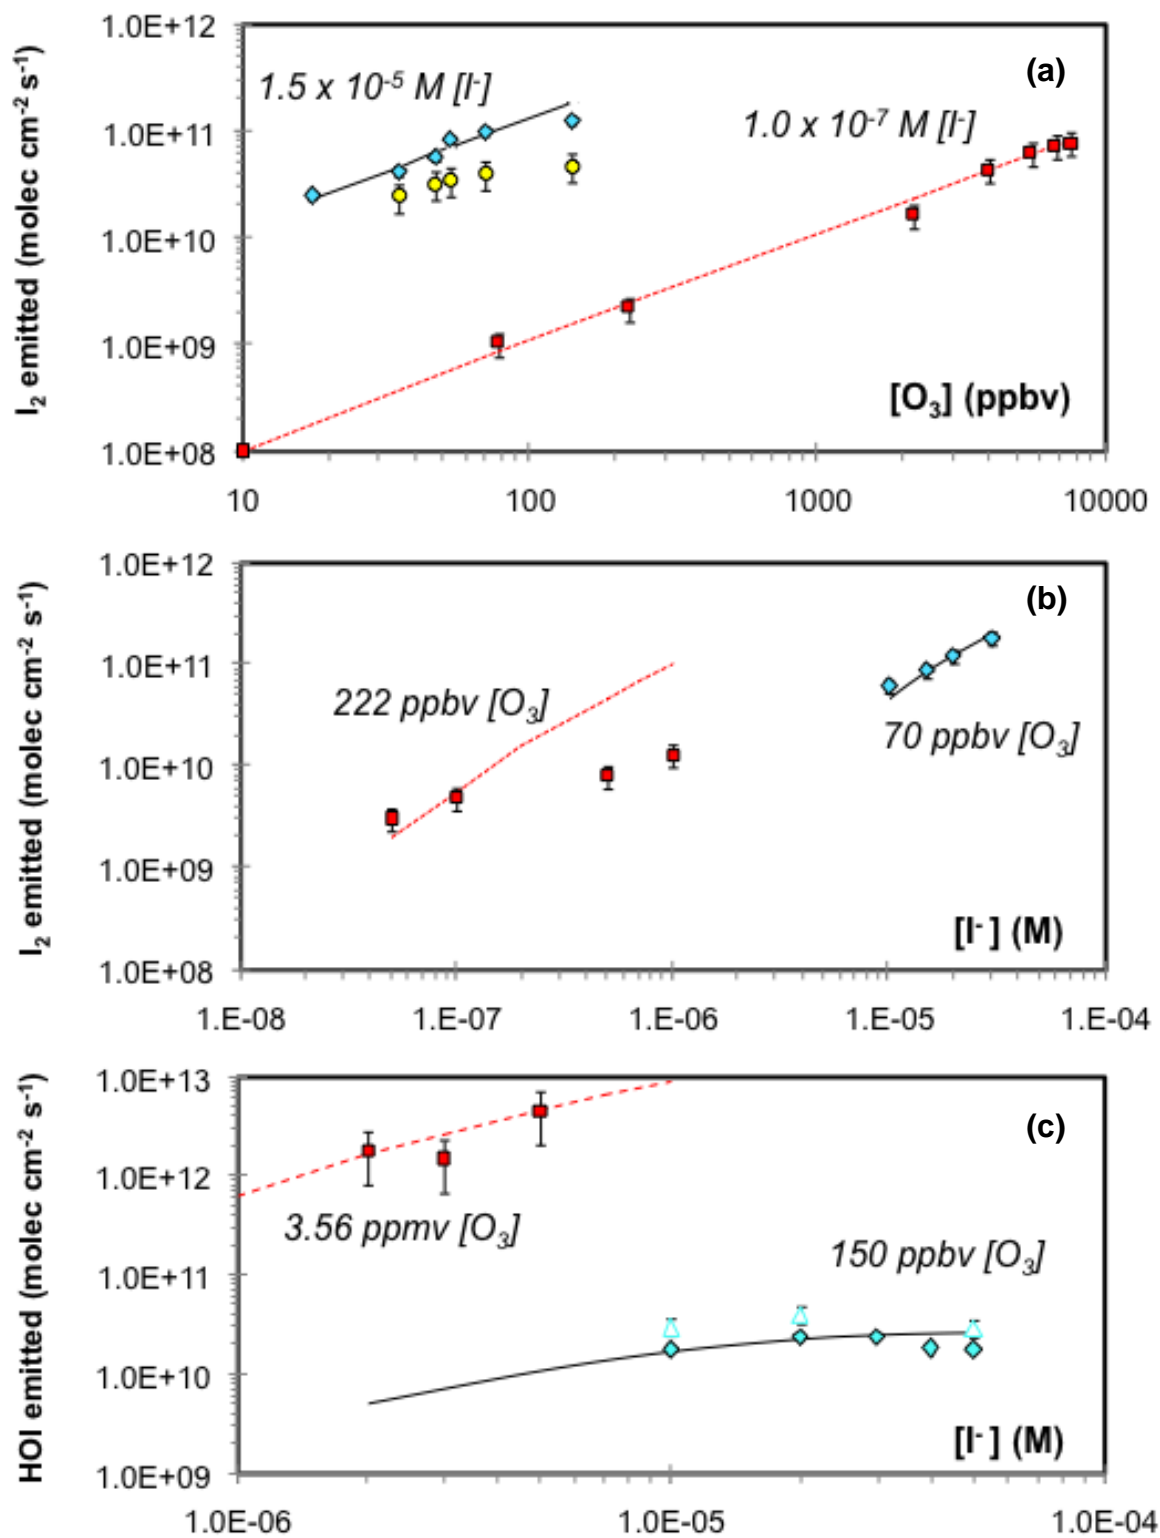 I₂ emitted (molec cm⁻² s⁻¹)
1.0E+12
1.0E+11
1.0E+10
1.0E+09
1.0E+08
(a)
1.5 x 10⁻⁵ M [I⁻]
1.0 x 10⁻⁷ M [I⁻]
[O₃] (ppbv)
10 100 1000 10000
I₂ emitted (molec cm⁻² s⁻¹)
1.0E+12
1.0E+11
1.0E+10
1.0E+09
1.0E+08
(b)
222 ppbv [O₃]
70 ppbv [O₃]
[I⁻] (M)
1.E-08 1.E-07 1.E-06 1.E-05 1.E-04
HOI emitted (molec cm⁻² s⁻¹)
1.0E+13
1.0E+12
1.0E+11
1.0E+10
1.0E+09
(c)
3.56 ppmv [O₃]
150 ppbv [O₃]
[I⁻] (M)
1.0E-06 1.0E-05 1.0E-04